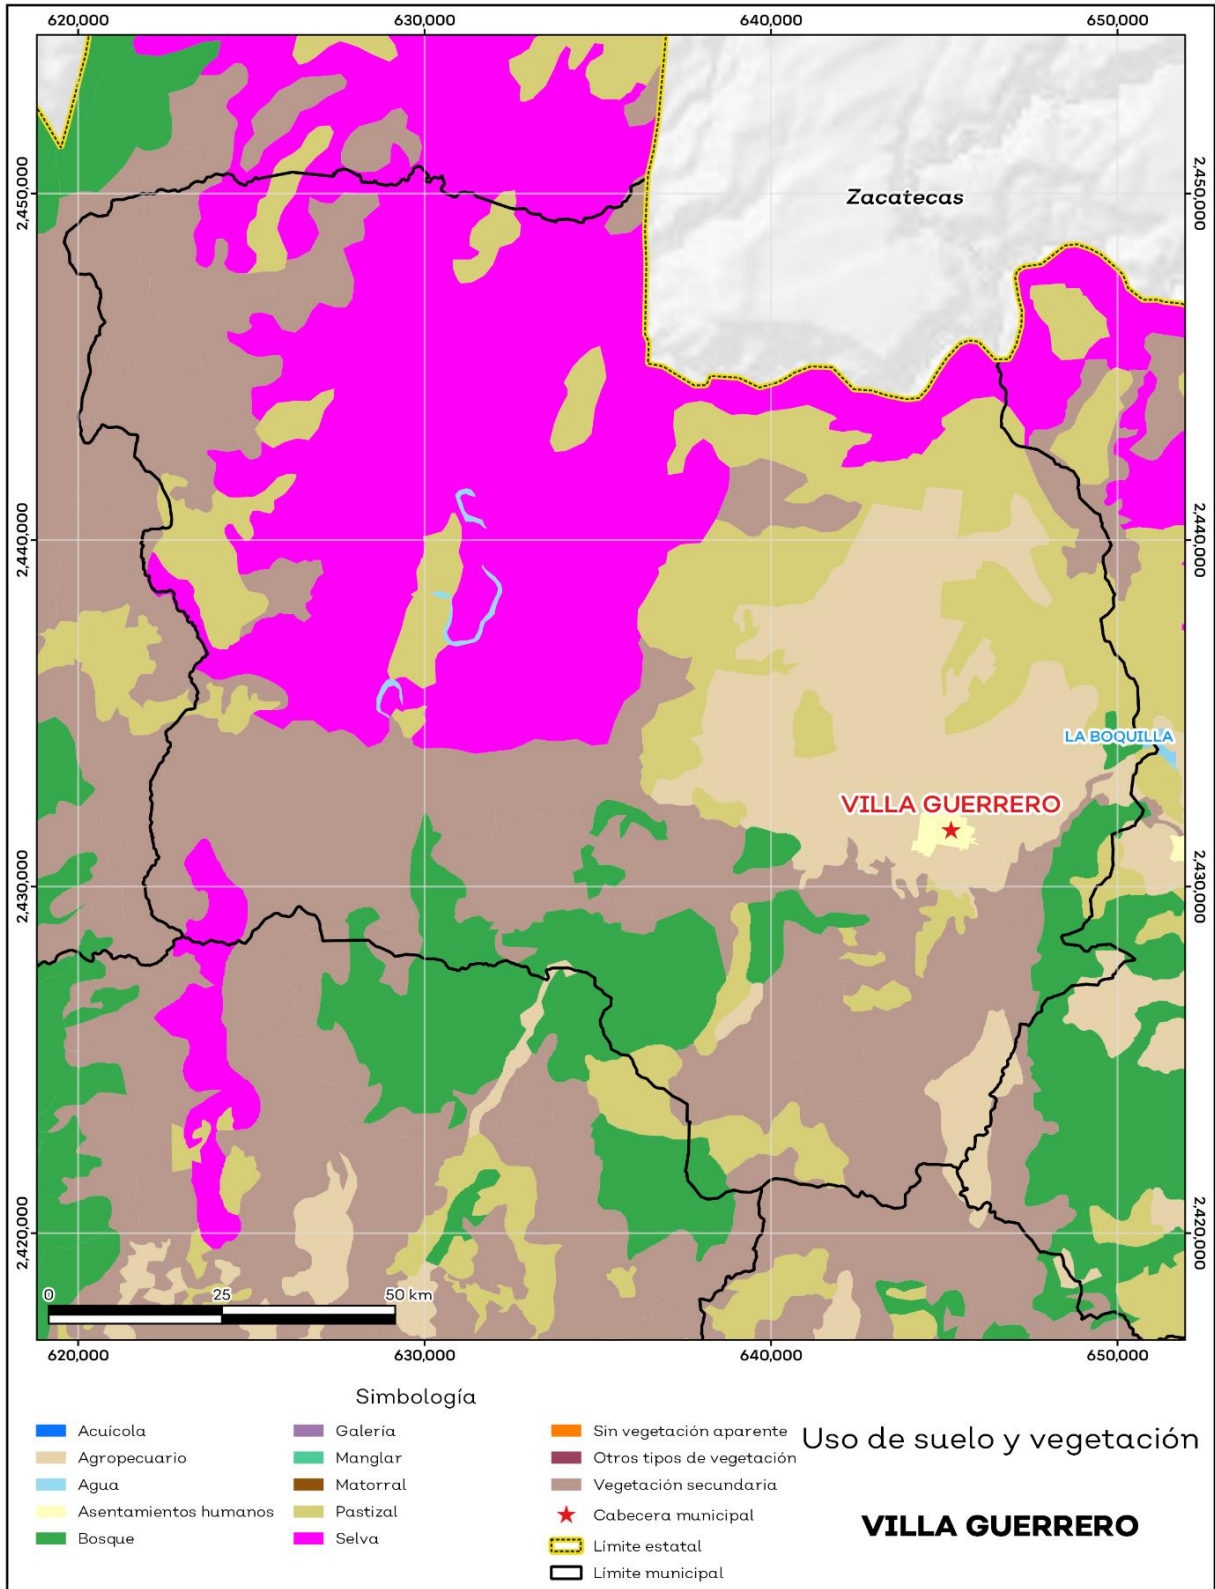 620,000 630,000 640,000 650,000
2,450,000 2,450,000
Zacatecas
2,440,000 2,440,000
LA BOQUILLA
VILLA GUERRERO
2,430,000 2,430,000
2,420,000 2,420,000
0 25 50 km
620,000 630,000 640,000 650,000
Simbología
Acuícola
Agropecuario
Agua
Asentamientos humanos
Bosque
Galería
Manglar
Matorral
Pastizal
Selva
Sin vegetación aparente
Otros tipos de vegetación
Vegetación secundaria
Cabecera municipal
Límite estatal
Límite municipal
Uso de suelo y vegetación
VILLA GUERRERO